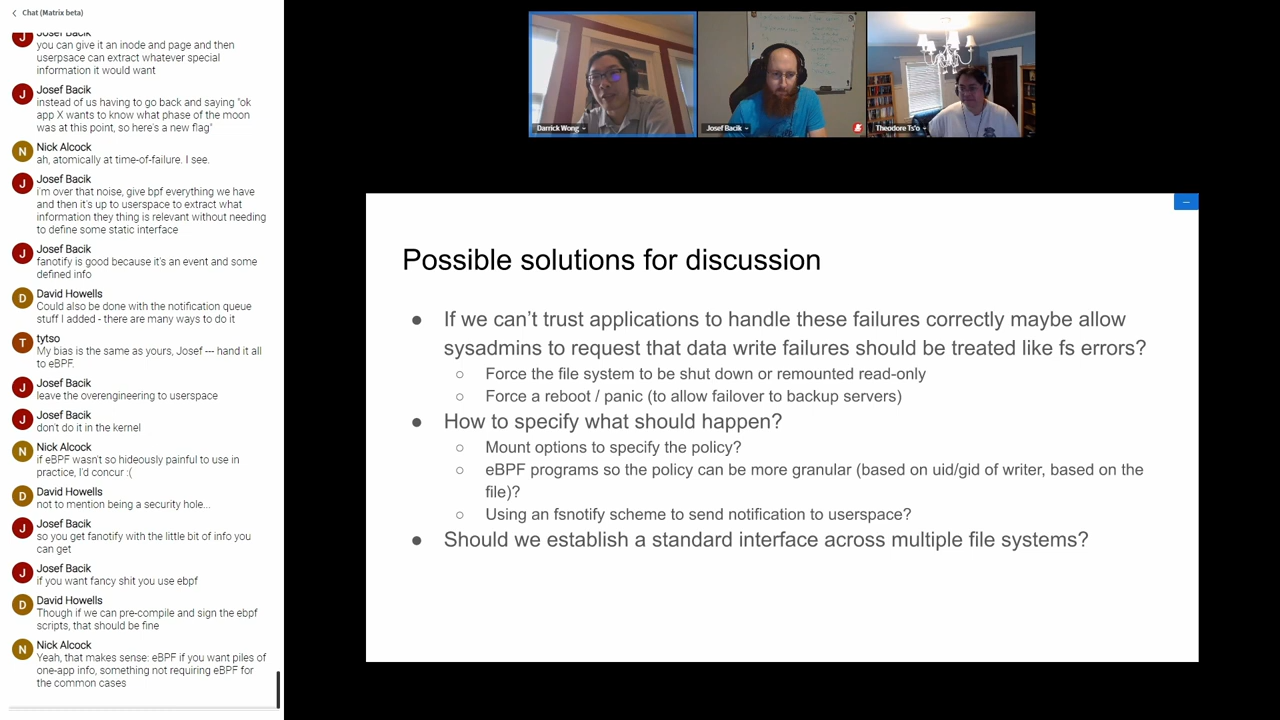 Chat (Matrix beta)
Josef Bacik
you can give it an inode and page and then
userpsace can extract whatever special
information it would want
Josef Bacik
instead of us having to go back and saying "ok
app X wants to know what phase of the moon
was at this point, so here's a new flag"
Nick Alcock
ah, atomically at time-of-failure. I see.
Josef Bacik
i'm over that noise, give bpf everything we have
and then it's up to userspace to extract what
information they thing is relevant without needing
to define some static interface
Josef Bacik
fanotify is good because it's an event and some
defined info
David Howells
Could also be done with the notification queue
stuff I added - there are many ways to do it
tytso
My bias is the same as yours, Josef --- hand it all
to eBPF.
Josef Bacik
leave the overengineering to userspace
Josef Bacik
don't do it in the kernel
Nick Alcock
if eBPF wasn't so hideously painful to use in
practice, I'd concur :(
David Howells
not to mention being a security hole...
Josef Bacik
so you get fanotify with the little bit of info you
can get
Josef Bacik
if you want fancy shit you use ebpf
David Howells
Though if we can pre-compile and sign the ebpf
scripts, that should be fine
Nick Alcock
Yeah, that makes sense: eBPF if you want piles of
one-app info, something not requiring eBPF for
the common cases
J
J
N
J
J
D
T
J
J
N
D
J
J
D
N
Darrick Wong
Josef Bacik
Theodore Ts'o
Possible solutions for discussion
● If we can't trust applications to handle these failures correctly maybe allow
sysadmins to request that data write failures should be treated like fs errors?
○ Force the file system to be shut down or remounted read-only
○ Force a reboot / panic (to allow failover to backup servers)
● How to specify what should happen?
○ Mount options to specify the policy?
○ eBPF programs so the policy can be more granular (based on uid/gid of writer, based on the
file)?
○ Using an fsnotify scheme to send notification to userspace?
● Should we establish a standard interface across multiple file systems?